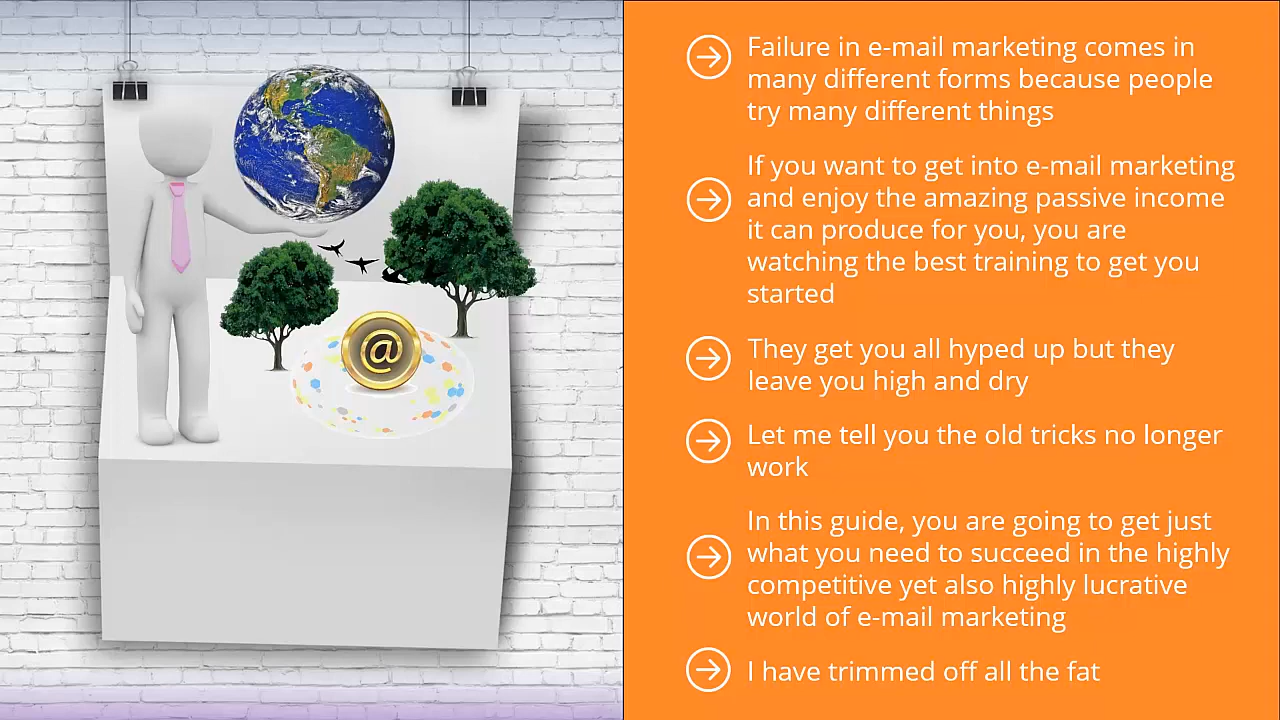 Failure in e-mail marketing comes in
many different forms because people
try many different things
If you want to get into e-mail marketing
and enjoy the amazing passive income
it can produce for you, you are
watching the best training to get you
started
They get you all hyped up but they
leave you high and dry
Let me tell you the old tricks no longer
work
In this guide, you are going to get just
what you need to succeed in the highly
competitive yet also highly lucrative
world of e-mail marketing
I have trimmed off all the fat
@